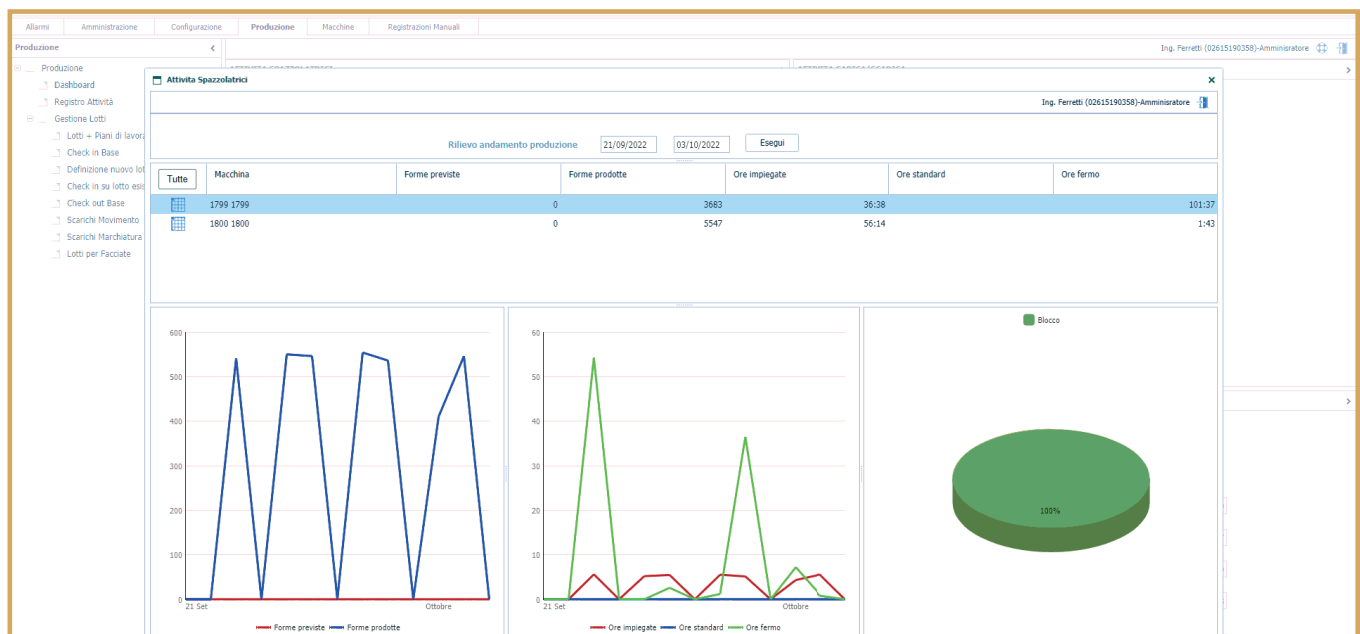 Allarmi Amministrazione Configurazione Produzione Macchine Registrazioni Manuali
Produzione
Ing. Ferretti (02615190358)-Amminisratore
Produzione
Dashboard
Registro Attività
Gestione Lotti
Lotti + Piani di lavora
Check in Base
Definizione nuovo lot
Check in su lotto esis
Check out Base
Scarichi Movimento
Scarichi Marchiatura
Lotti per Facciate
Attivita Spazzolatrici
Ing. Ferretti (02615190358)-Amminisratore
Rilievo andamento produzione 21/09/2022 03/10/2022 Esegui
Tutte Macchina Forme previste Forme prodotte Ore impiegate Ore standard Ore fermo
1799 1799 0 3683 36:38 101:37
1800 1800 0 5547 56:14 1:43
600
500
400
300
200
100
0
21 Set Ottobre
Forme previste Forme prodotte
60
50
40
30
20
10
0
21 Set Ottobre
Ore impiegate Ore standard Ore fermo
Blocco
100%